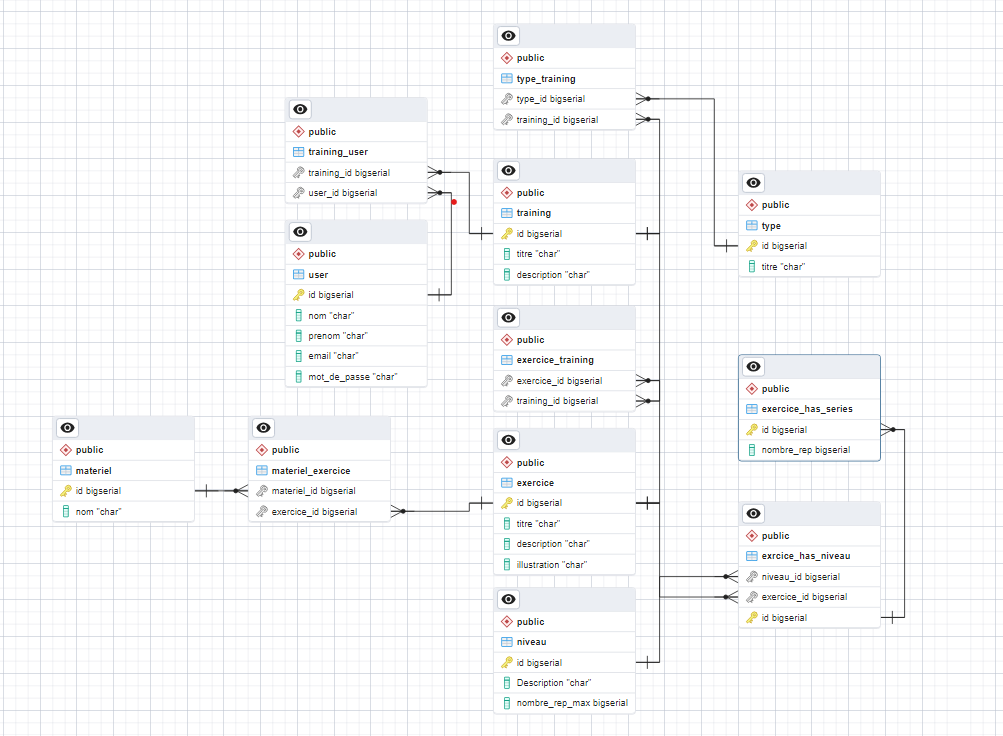 public
type_training
type_id bigserial
training_id bigserial
public
training_user
training_id bigserial
user_id bigserial
public
training
id bigserial
titre "char"
description "char"
public
type
id bigserial
titre "char"
public
user
id bigserial
nom "char"
prenom "char"
email "char"
mot_de_passe "char"
public
exercice_training
exercice_id bigserial
training_id bigserial
public
exercice_has_series
id bigserial
nombre_rep bigserial
public
materiel
id bigserial
nom "char"
public
materiel_exercice
materiel_id bigserial
exercice_id bigserial
public
exercice
id bigserial
titre "char"
description "char"
illustration "char"
public
exrcice_has_niveau
niveau_id bigserial
exercice_id bigserial
id bigserial
public
niveau
id bigserial
Description "char"
nombre_rep_max bigserial